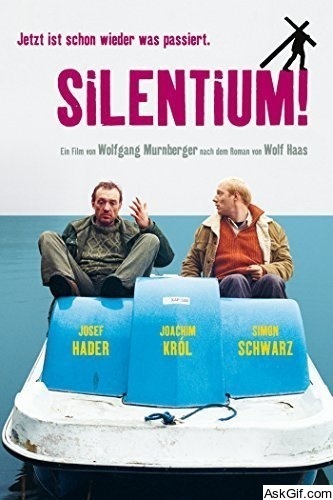 Jetzt ist schon wieder was passiert.
SiLENTiUM!
Ein Film von Wolfgang Murnberger nach dem Roman von Wolf Haas
JOSEF
HADER
JOACHIM
KRÓL
SIMON
SCHWARZ
AskGif.com